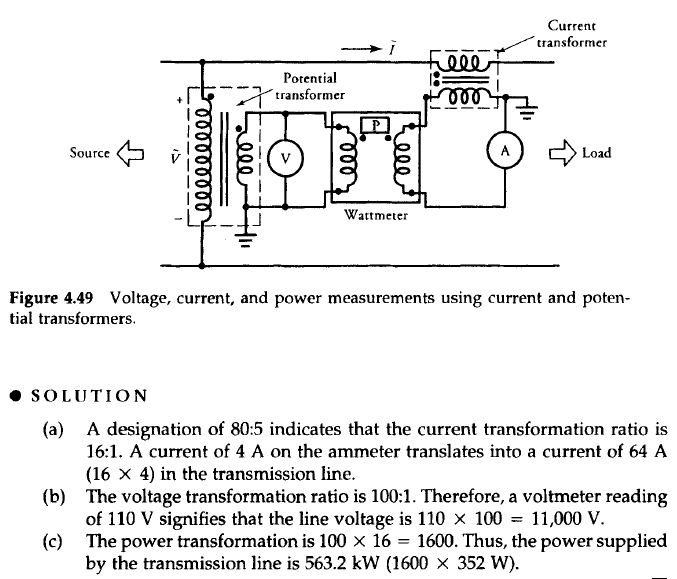 Current
transformer
Ĩ
Potential
transformer
+
P
Source
Ṽ
V
A
Load
–
Wattmeter
Figure 4.49 Voltage, current, and power measurements using current and poten-
tial transformers.
● SOLUTION
(a) A designation of 80:5 indicates that the current transformation ratio is
16:1. A current of 4 A on the ammeter translates into a current of 64 A
(16 × 4) in the transmission line.
(b) The voltage transformation ratio is 100:1. Therefore, a voltmeter reading
of 110 V signifies that the line voltage is 110 × 100 = 11,000 V.
(c) The power transformation is 100 × 16 = 1600. Thus, the power supplied
by the transmission line is 563.2 kW (1600 × 352 W).